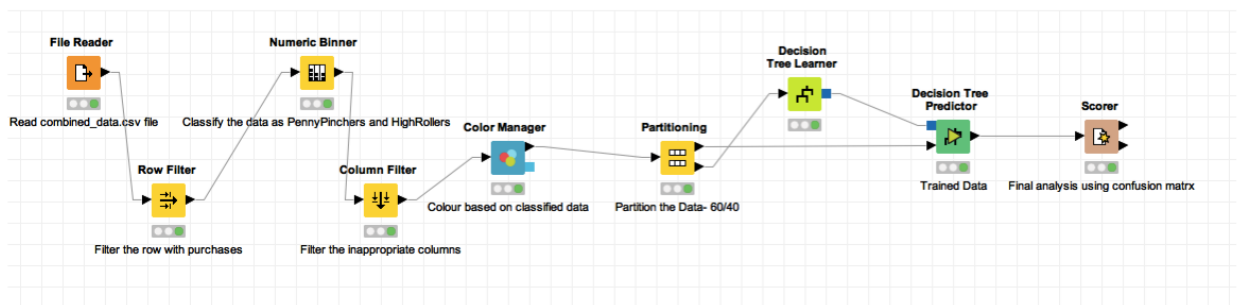 File Reader
Read combined_data.csv file
Row Filter
Filter the row with purchases
Numeric Binner
Classify the data as PennyPinchers and HighRollers
Column Filter
Filter the inappropriate columns
Color Manager
Colour based on classified data
Partitioning
Partition the Data- 60/40
Decision
Tree Learner
Decision Tree
Predictor
Trained Data
Scorer
Final analysis using confusion matrx